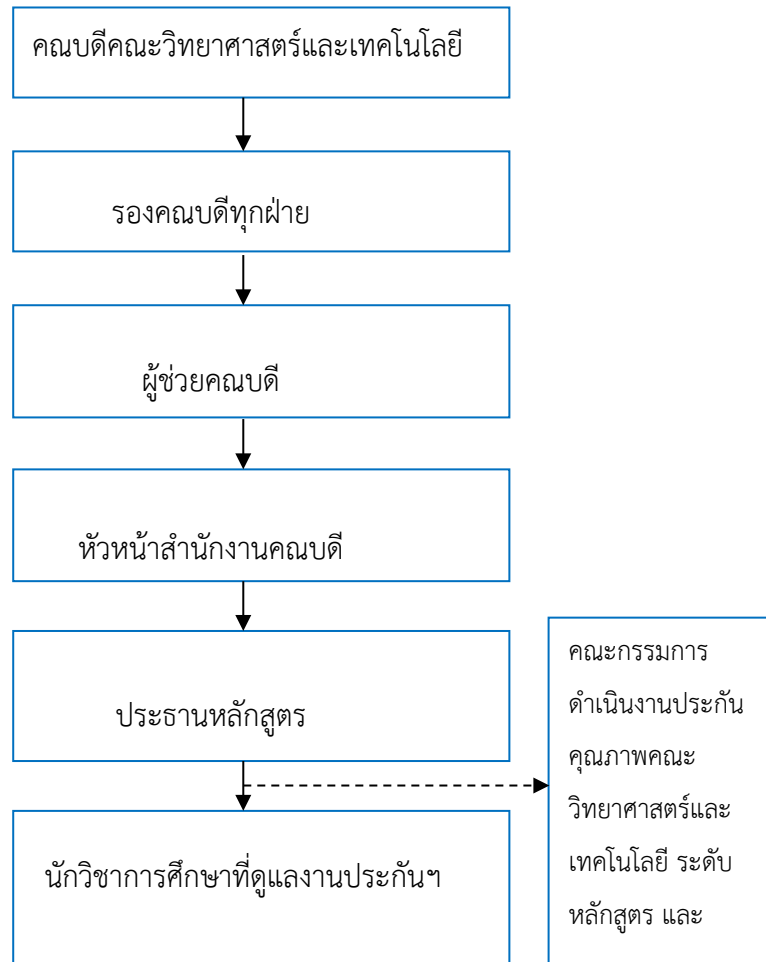 คณบดีคณะวิทยาศาสตร์และเทคโนโลยี
รองคณบดีทุกฝ่าย
ผู้ช่วยคณบดี
หัวหน้าสำนักงานคณบดี
ประธานหลักสูตร
นักวิชาการศึกษาที่ดูแลงานประกันฯ
คณะกรรมการ
ดำเนินงานประกัน
คุณภาพคณะ
วิทยาศาสตร์และ
เทคโนโลยี ระดับ
หลักสูตร และ